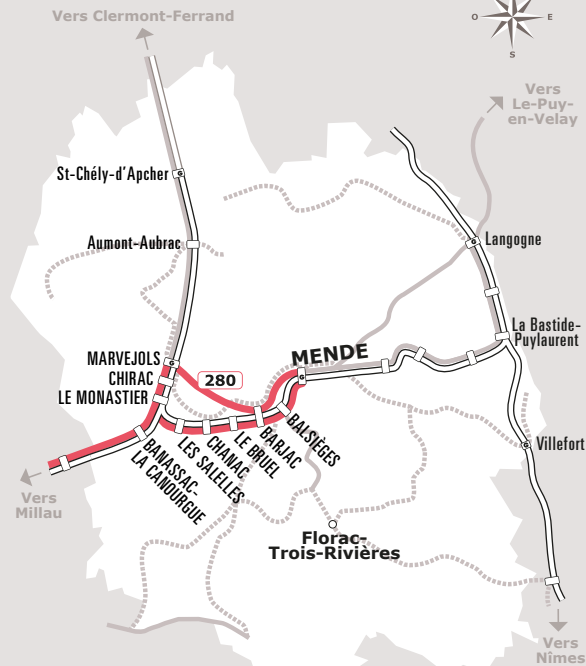 Vers Clermont-Ferrand
O
E
S
Vers
Le-Puy-
en-Velay
St-Chély-d'Apcher
Aumont-Aubrac
Langogne
La Bastide-
Puylaurent
MARVEJOLS
CHIRAC
LE MONASTIER
280
MENDE
BANASSAC-
LA CANOURGUE
LES SALELLES
CHANAC
LE BRUEL
BARJAC
BALSIÈGES
Villefort
Vers
Millau
Florac-
Trois-Rivières
Vers
Nîmes